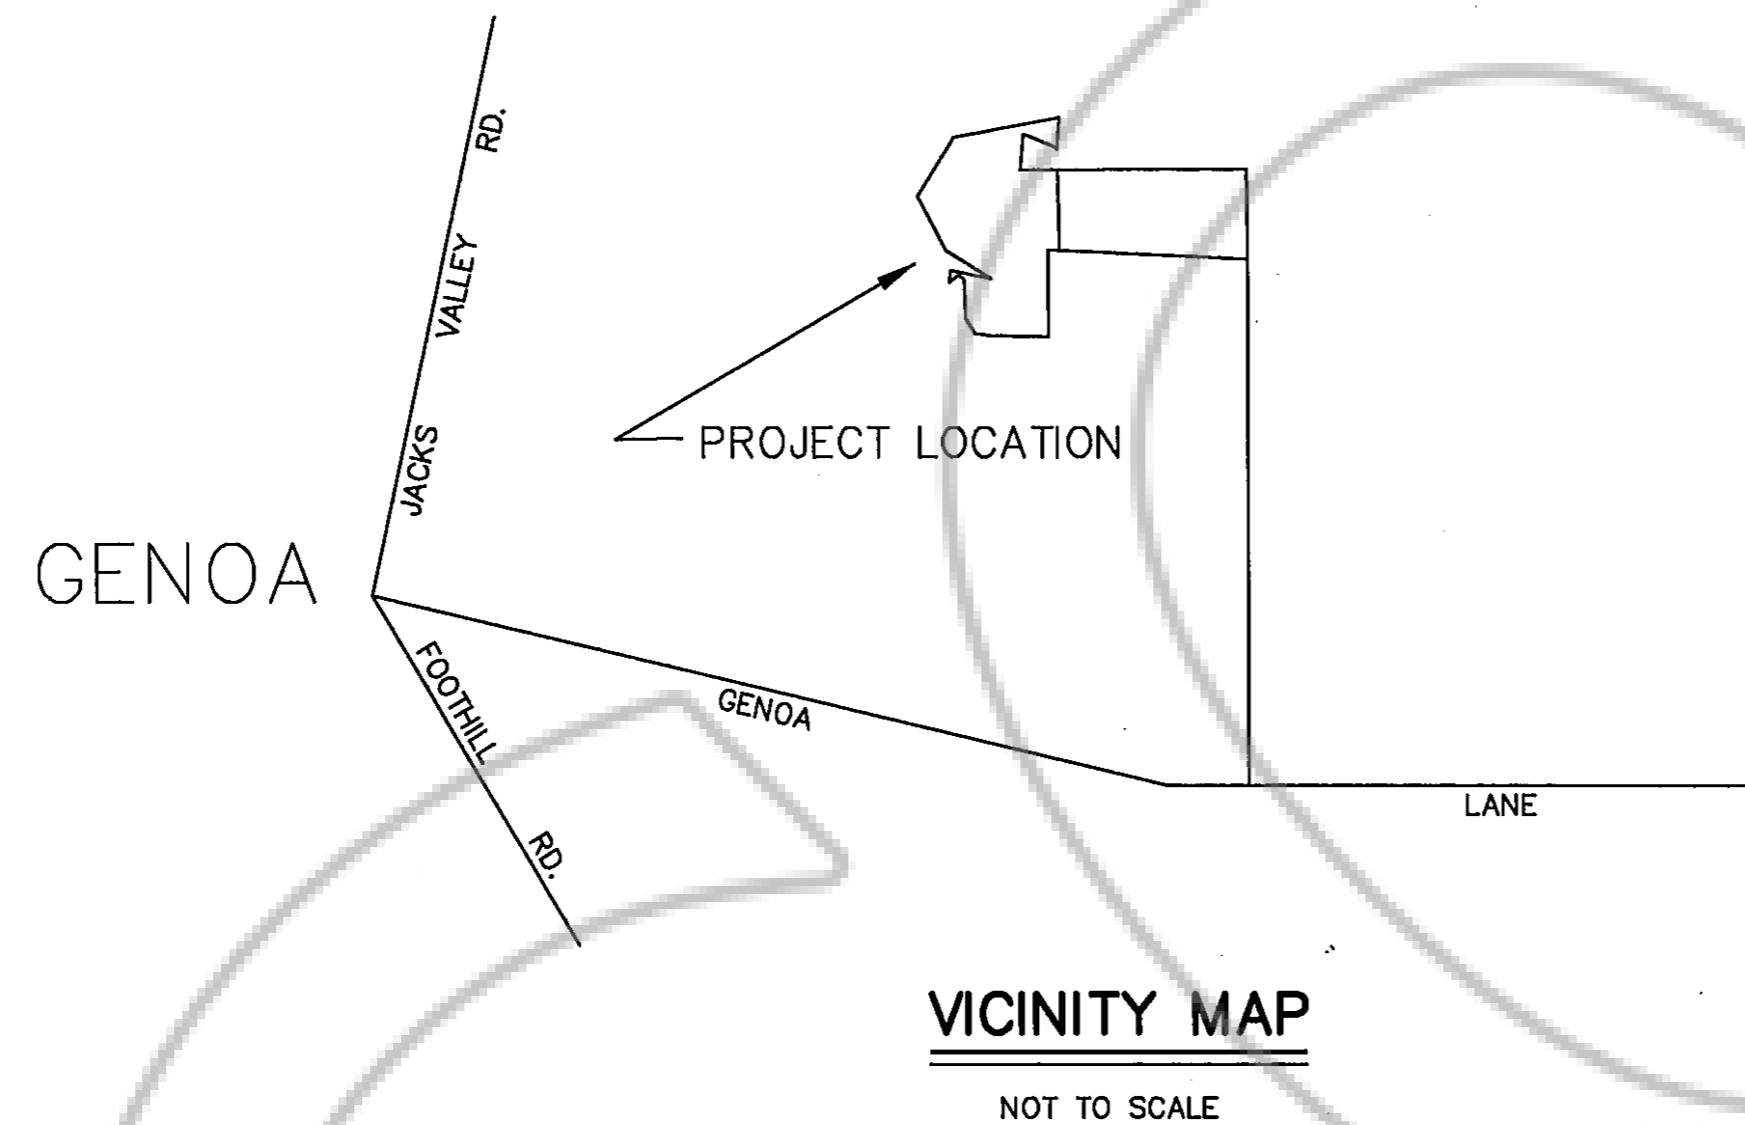 JACKS VALLEY RD.
PROJECT LOCATION
GENOA
FOOTHILL RD.
GENOA LANE
VICINITY MAP
NOT TO SCALE